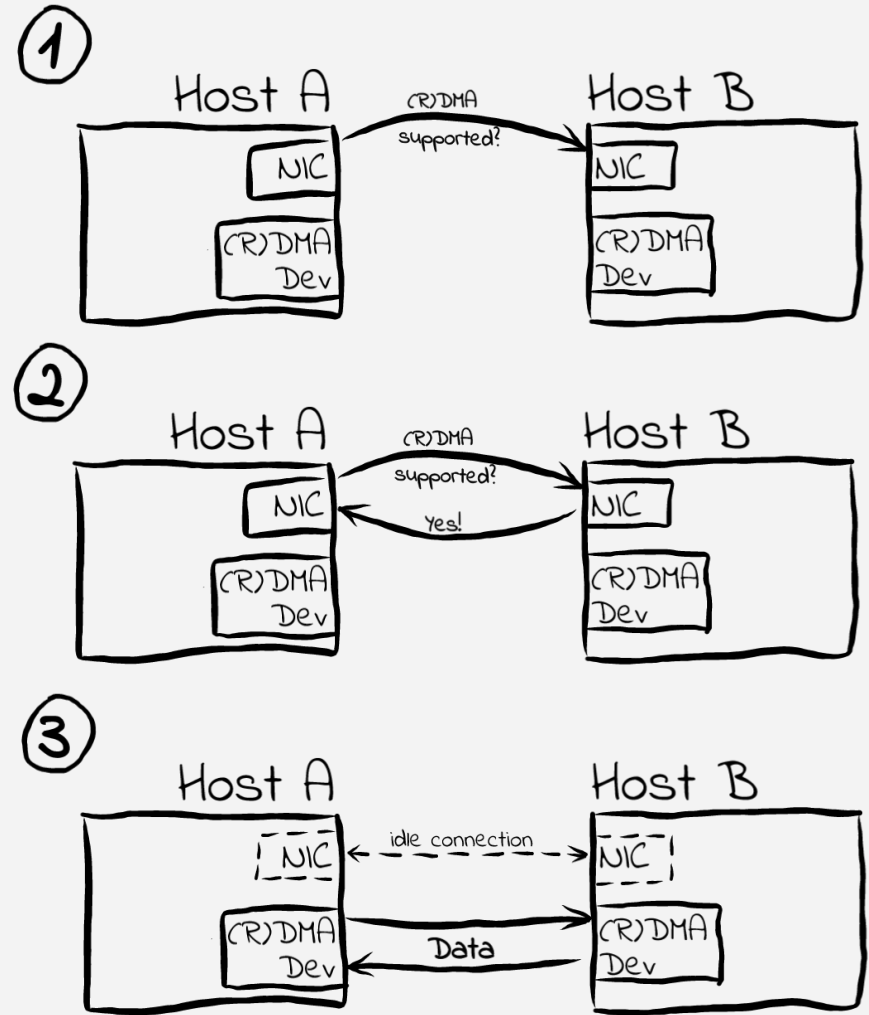 1
Host A
(R)DMA
supported?
Host B
NIC
(R)DMA
Dev
NIC
(R)DMA
Dev
2
Host A
(R)DMA
supported?
yes!
Host B
NIC
(R)DMA
Dev
NIC
(R)DMA
Dev
3
Host A
Host B
NIC
idle connection
NIC
(R)DMA
Dev
Data
(R)DMA
Dev